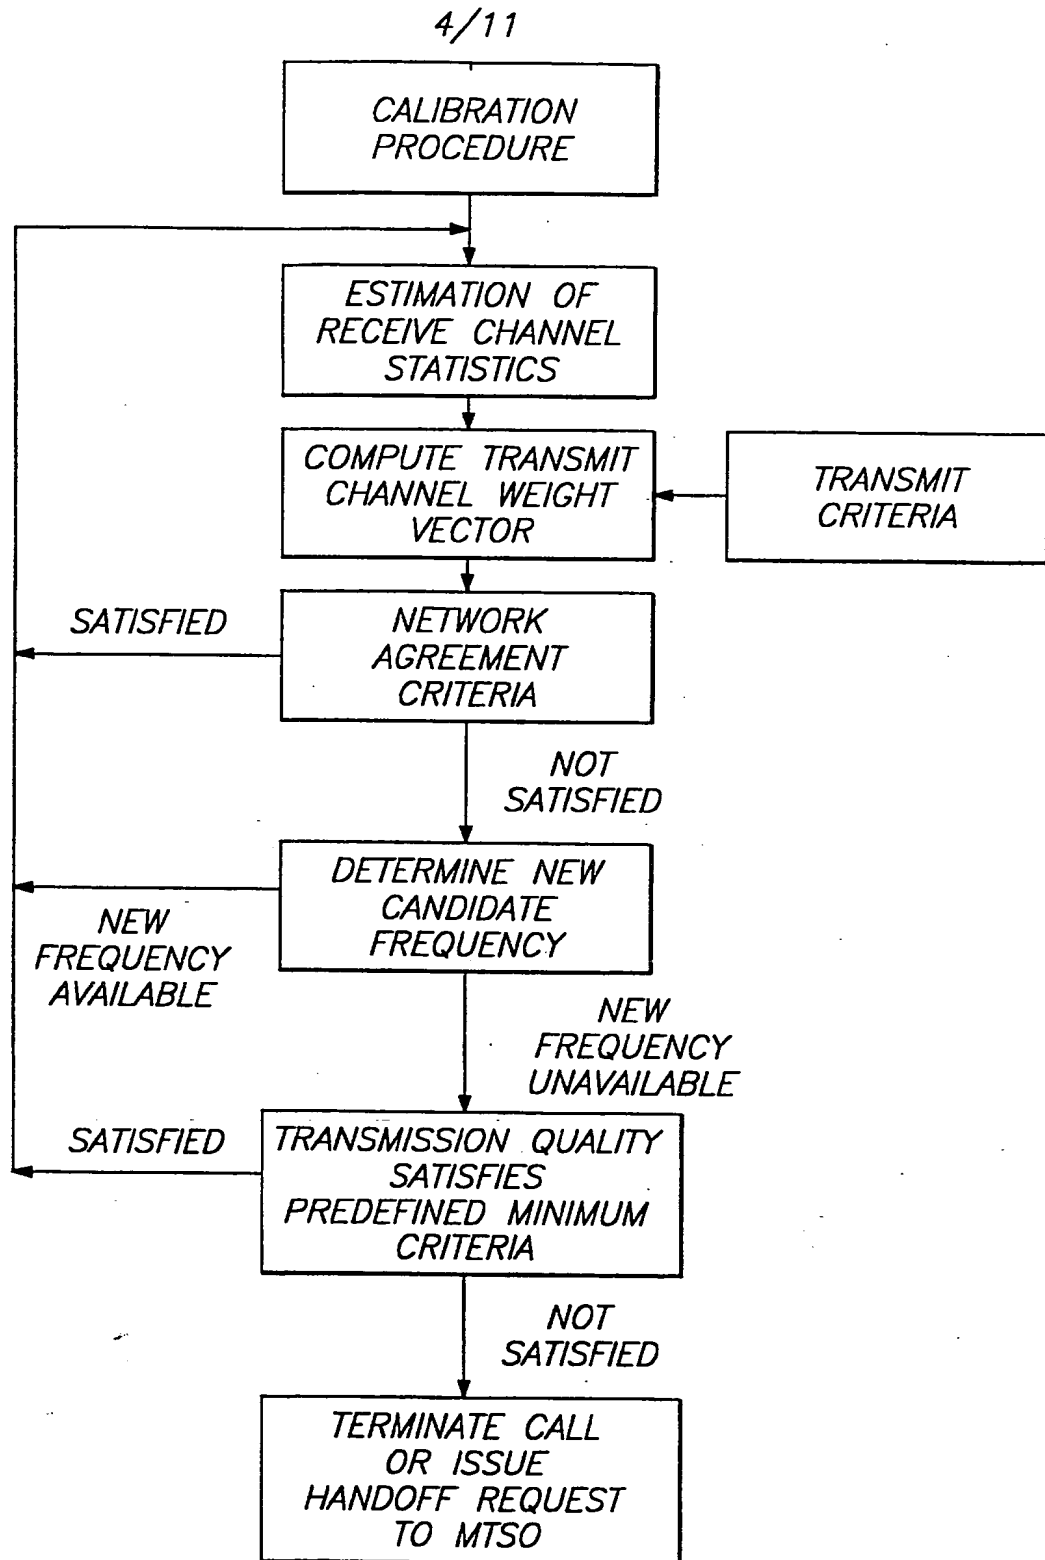 4/11
CALIBRATION
PROCEDURE
ESTIMATION OF
RECEIVE CHANNEL
STATISTICS
COMPUTE TRANSMIT
CHANNEL WEIGHT
VECTOR
TRANSMIT
CRITERIA
SATISFIED
NETWORK
AGREEMENT
CRITERIA
NOT
SATISFIED
DETERMINE NEW
CANDIDATE
FREQUENCY
NEW
FREQUENCY
AVAILABLE
NEW
FREQUENCY
UNAVAILABLE
SATISFIED
TRANSMISSION QUALITY
SATISFIES
PREDEFINED MINIMUM
CRITERIA
NOT
SATISFIED
TERMINATE CALL
OR ISSUE
HANDOFF REQUEST
TO MTSO